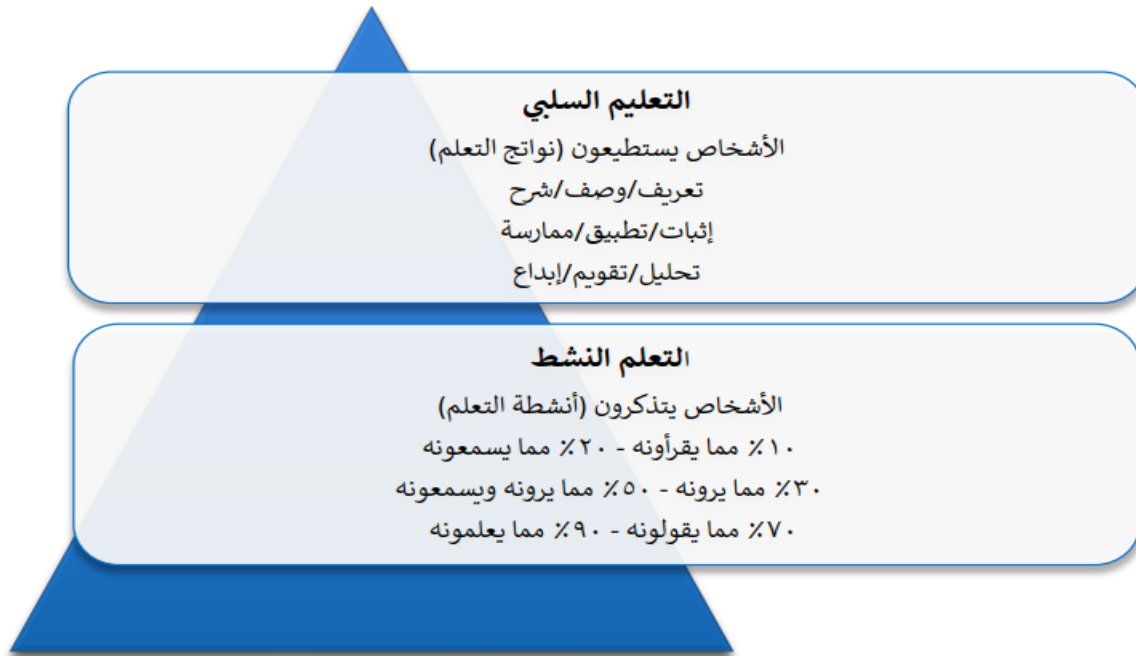 التعليم السلبي
الأشخاص يستطيعون (نواتج التعلم)
تعريف/وصف/شرح
إثبات/تطبيق/ممارسة
تحليل/تقويم/إبداع
التعلم النشط
الأشخاص يتذكرون (أنشطة التعلم)
١٠٪ مما يقرأونه - ٢٠٪ مما يسمعونه
٣٠٪ مما يرونه - ٥٠٪ مما يرونه ويسمعونه
٧٠٪ مما يقولونه - ٩٠٪ مما يعلمونه